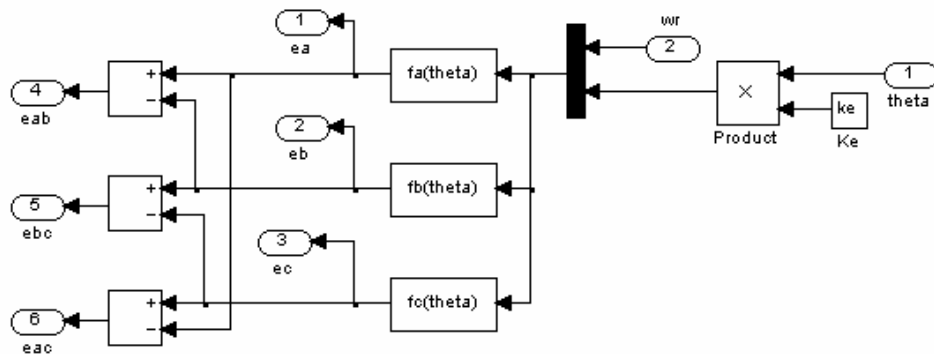 1
ea
wr
2
+
−
4
eab
fa(theta)
×
1
theta
ke
Ke
Product
2
eb
+
−
5
ebc
fb(theta)
3
ec
+
−
6
eac
fc(theta)